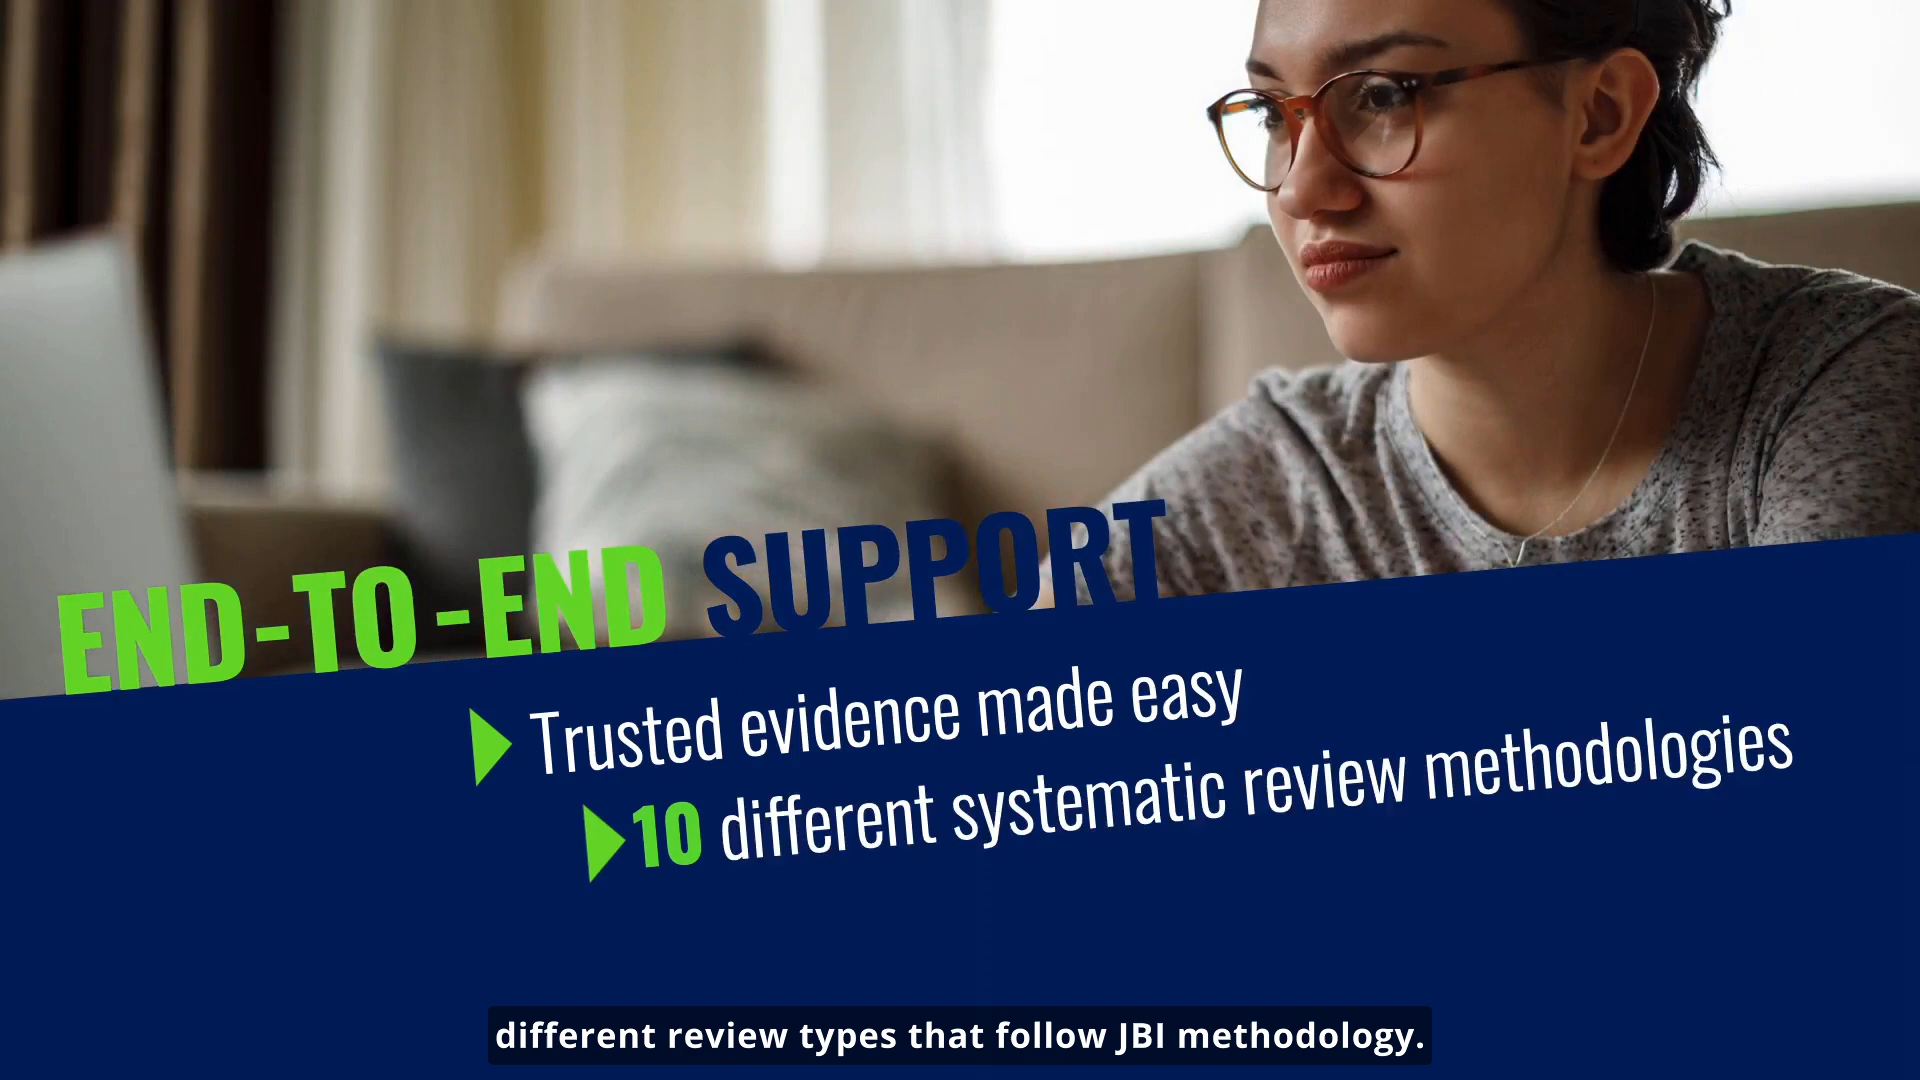 END-TO-END SUPPORT
Trusted evidence made easy
10 different systematic review methodologies
different review types that follow JBI methodology.